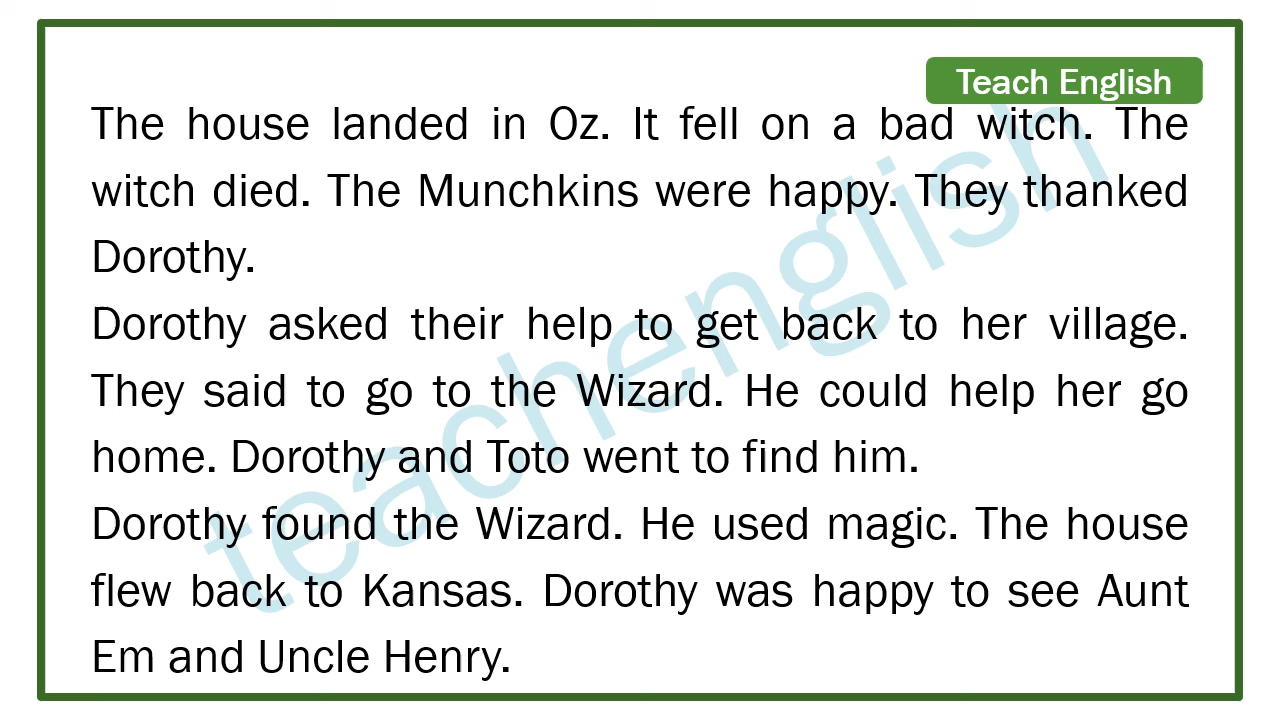 Teach English
The house landed in Oz. It fell on a bad witch. The
witch died. The Munchkins were happy. They thanked
Dorothy.
Dorothy asked their help to get back to her village.
They said to go to the Wizard. He could help her go
home. Dorothy and Toto went to find him.
Dorothy found the Wizard. He used magic. The house
flew back to Kansas. Dorothy was happy to see Aunt
Em and Uncle Henry.
teachenglish